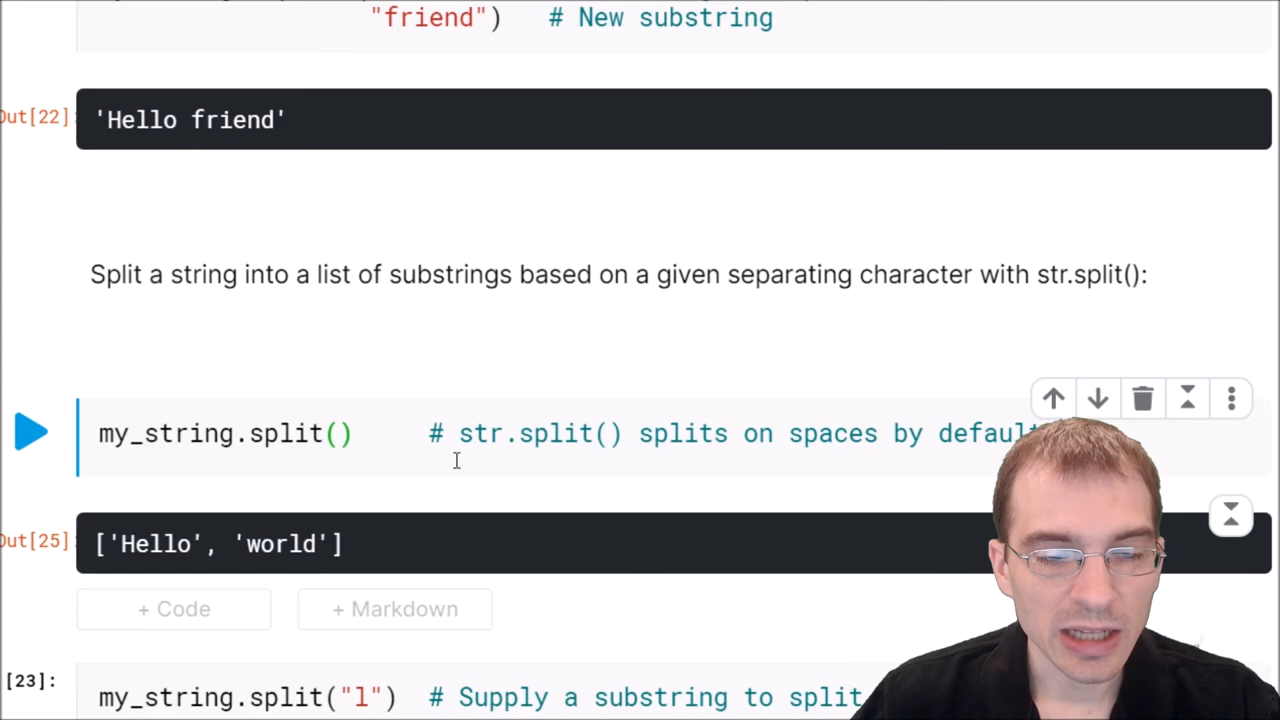 "friend")   # New substring
Out[22]
'Hello friend'
Split a string into a list of substrings based on a given separating character with str.split():
my_string.split()     # str.split() splits on spaces by default
Out[25]
['Hello', 'world']
+ Code
+ Markdown
[23]:
my_string.split("l")  # Supply a substring to split